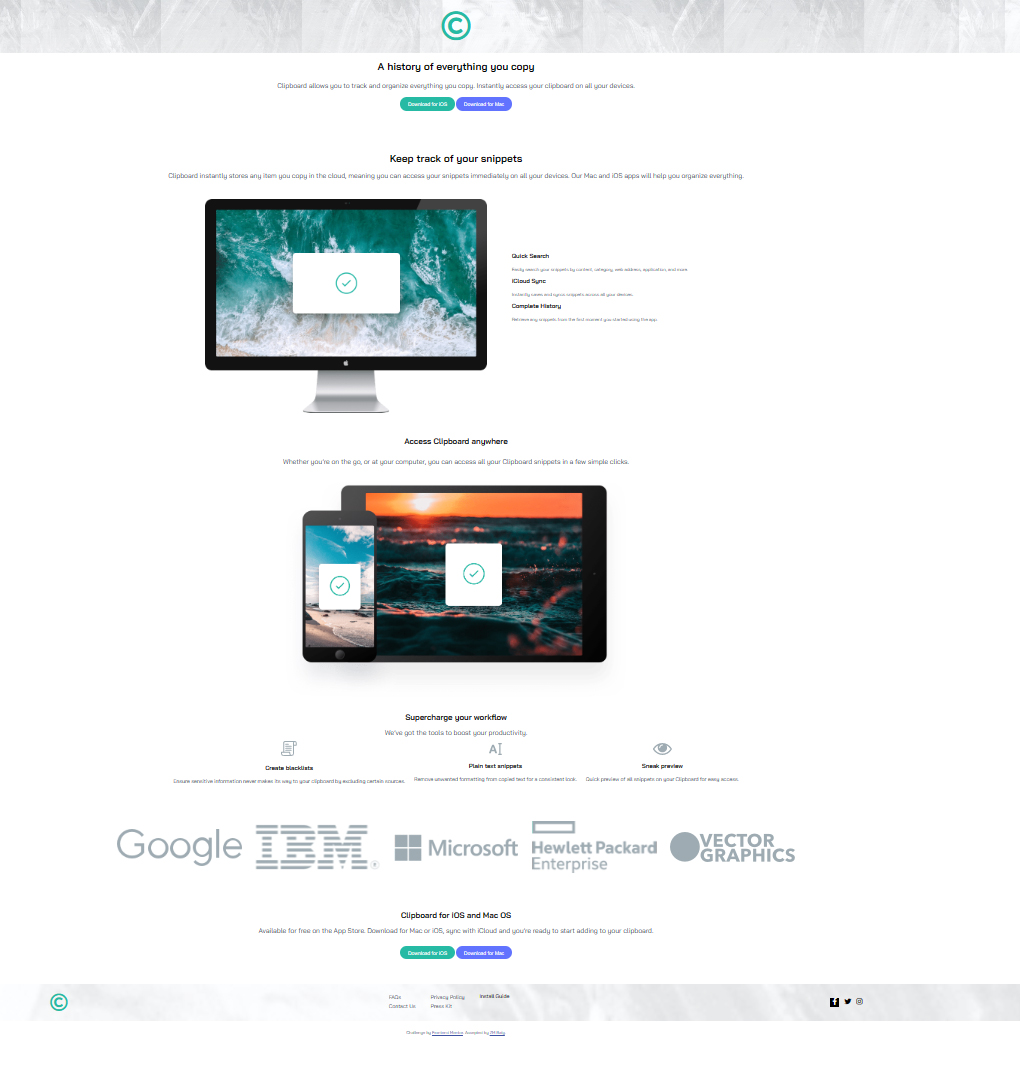 ©
A history of everything you copy
Clipboard allows you to track and organize everything you copy. Instantly access your clipboard on all your devices.
Download for iOS Download for Mac
Keep track of your snippets
Clipboard instantly stores any item you copy in the cloud, meaning you can access your snippets immediately on all your devices. Our Mac and iOS apps will help you organize everything.
Quick Search
Easily search your snippets by content, category, web address, application, and more.
iCloud Sync
Instantly saves and syncs snippets across all your devices.
Complete History
Retrieve any snippets from the first moment you started using the app.
Access Clipboard anywhere
Whether you're on the go, or at your computer, you can access all your Clipboard snippets in a few simple clicks.
Supercharge your workflow
We've got the tools to boost your productivity.
A
Create blacklists
Ensure sensitive information never makes its way to your clipboard by excluding certain sources.
Plain text snippets
Remove unwanted formatting from copied text for a consistent look.
Sneak preview
Quick preview of all snippets on your Clipboard for easy access.
Google
IBM
Microsoft
Hewlett Packard
Enterprise
VECTOR
GRAPHICS
Clipboard for iOS and Mac OS
Available for free on the App Store. Download for Mac or iOS, sync with iCloud and you're ready to start adding to your clipboard.
Download for iOS Download for Mac
©
FAQs Privacy Policy Install Guide
Contact Us Press Kit
Challenge by Frontend Mentor. Accepted by